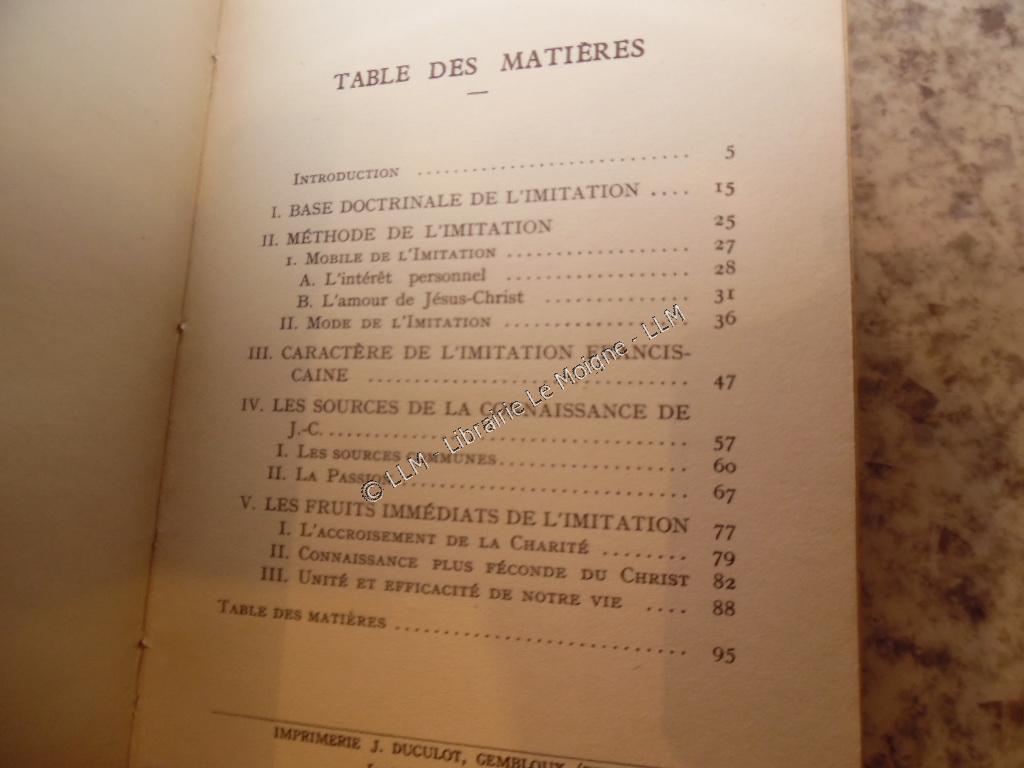 TABLE DES MATIÈRES
INTRODUCTION ................................ 5
I. BASE DOCTRINALE DE L'IMITATION .... 15
II. MÉTHODE DE L'IMITATION 25
1. MOBILE DE L'IMITATION .................... 27
A. L'intérêt personnel .................... 28
B. L'amour de Jésus-Christ ................ 31
II. MODE DE L'IMITATION .................... 36
III. CARACTÈRE DE L'IMITATION FRANCIS-
CAINE .................................... 47
IV. LES SOURCES DE LA CONNAISSANCE DE
J.-C. ........................................ 57
I. LES SOURCES COMMUNES .................... 60
II. LA PASSION ................................ 67
V. LES FRUITS IMMÉDIATS DE L'IMITATION 77
I. L'ACCROISEMENT DE LA CHARITÉ ........ 79
II. CONNAISSANCE PLUS FÉCONDE DU CHRIST 82
III. UNITÉ ET EFFICACITÉ DE NOTRE VIE .... 88
TABLE DES MATIÈRES ................................ 95
IMPRIMERIE J. DUCULOT, GEMBLOUX
© LLM - Librairie Le Moigne - LLM